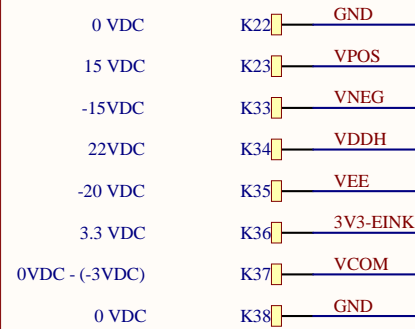 0 VDC K22 GND
15 VDC K23 VPOS
-15VDC K33 VNEG
22VDC K34 VDDH
-20 VDC K35 VEE
3.3 VDC K36 3V3-EINK
0VDC - (-3VDC) K37 VCOM
0 VDC K38 GND